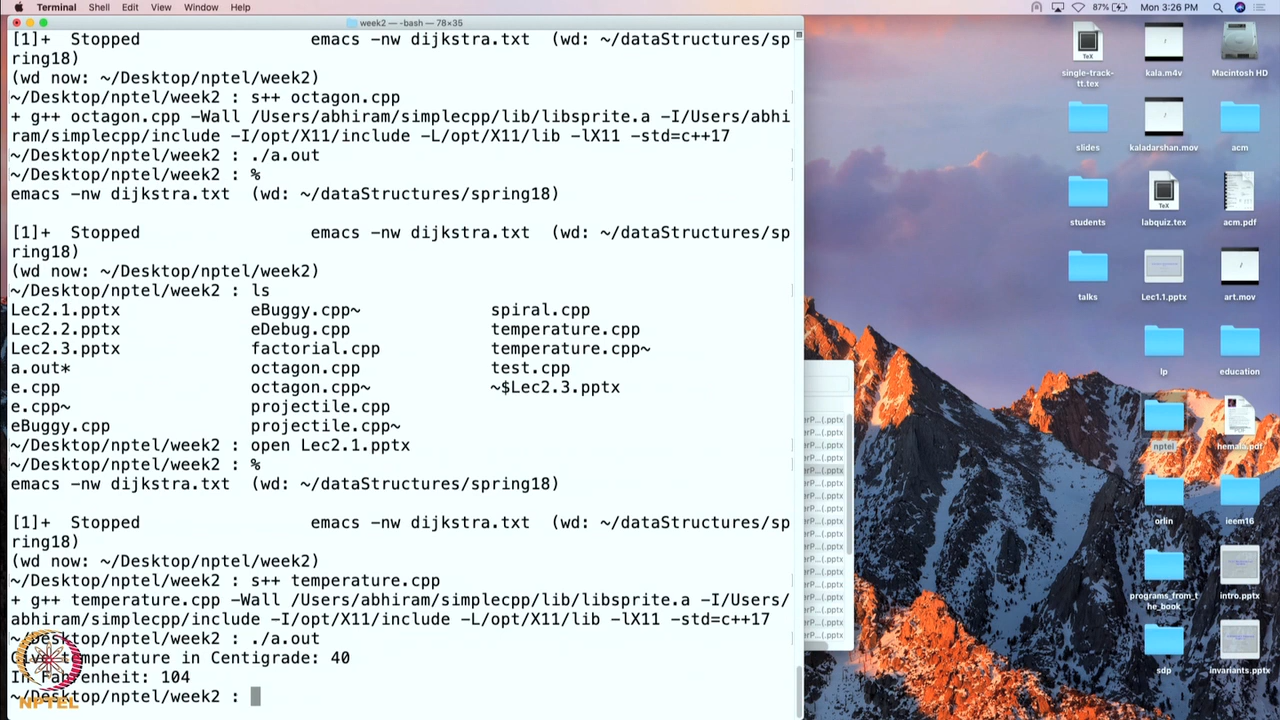 Terminal Shell Edit View Window Help
87% Mon 3:26 PM
week2 — -bash — 78×35
[1]+ Stopped emacs -nw dijkstra.txt (wd: ~/dataStructures/sp
ring18)
(wd now: ~/Desktop/nptel/week2)
~/Desktop/nptel/week2 : s++ octagon.cpp
+ g++ octagon.cpp -Wall /Users/abhiram/simplecpp/lib/libsprite.a -I/Users/abhi
ram/simplecpp/include -I/opt/X11/include -L/opt/X11/lib -lX11 -std=c++17
~/Desktop/nptel/week2 : ./a.out
~/Desktop/nptel/week2 : %
emacs -nw dijkstra.txt (wd: ~/dataStructures/spring18)
[1]+ Stopped emacs -nw dijkstra.txt (wd: ~/dataStructures/sp
ring18)
(wd now: ~/Desktop/nptel/week2)
~/Desktop/nptel/week2 : ls
Lec2.1.pptx eBuggy.cpp~ spiral.cpp
Lec2.2.pptx eDebug.cpp temperature.cpp
Lec2.3.pptx factorial.cpp temperature.cpp~
a.out* octagon.cpp test.cpp
e.cpp octagon.cpp~ ~$Lec2.3.pptx
e.cpp~ projectile.cpp
eBuggy.cpp projectile.cpp~
~/Desktop/nptel/week2 : open Lec2.1.pptx
~/Desktop/nptel/week2 : %
emacs -nw dijkstra.txt (wd: ~/dataStructures/spring18)
[1]+ Stopped emacs -nw dijkstra.txt (wd: ~/dataStructures/sp
ring18)
(wd now: ~/Desktop/nptel/week2)
~/Desktop/nptel/week2 : s++ temperature.cpp
+ g++ temperature.cpp -Wall /Users/abhiram/simplecpp/lib/libsprite.a -I/Users/
abhiram/simplecpp/include -I/opt/X11/include -L/opt/X11/lib -lX11 -std=c++17
~/Desktop/nptel/week2 : ./a.out
Give temperature in Centigrade: 40
In Fahrenheit: 104
~/Desktop/nptel/week2 :
NPTEL
single-track-
tt.tex
kala.m4v
Macintosh HD
slides
kaladarshan.mov
acm
students
labquiz.tex
acm.pdf
talks
Lec1.1.pptx
art.mov
lp
education
nptel
hemala.pdf
orlin
ieem16
programs_from_t
he_book
intro.pptx
sdp
invariants.pptx